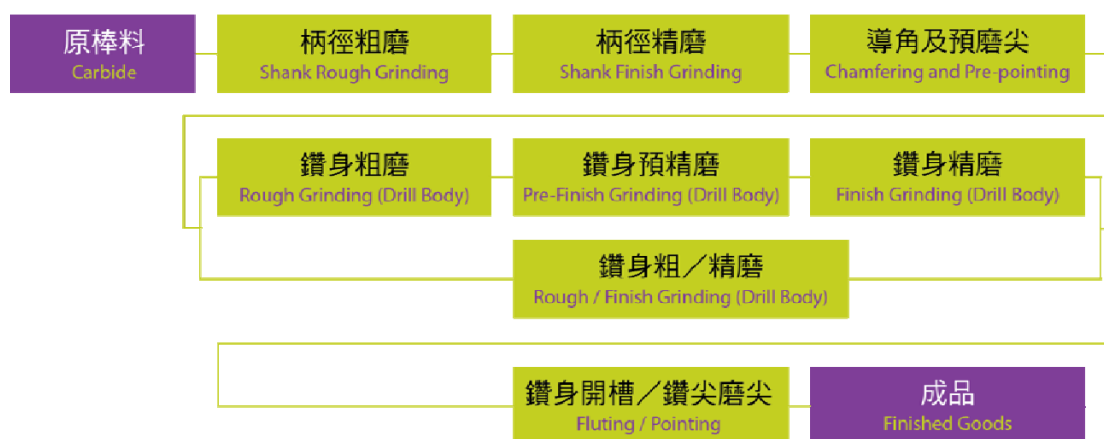 原棒料
Carbide
柄徑粗磨
Shank Rough Grinding
柄徑精磨
Shank Finish Grinding
導角及預磨尖
Chamfering and Pre-pointing
鑽身粗磨
Rough Grinding (Drill Body)
鑽身預精磨
Pre-Finish Grinding (Drill Body)
鑽身精磨
Finish Grinding (Drill Body)
鑽身粗／精磨
Rough / Finish Grinding (Drill Body)
鑽身開槽／鑽尖磨尖
Fluting / Pointing
成品
Finished Goods